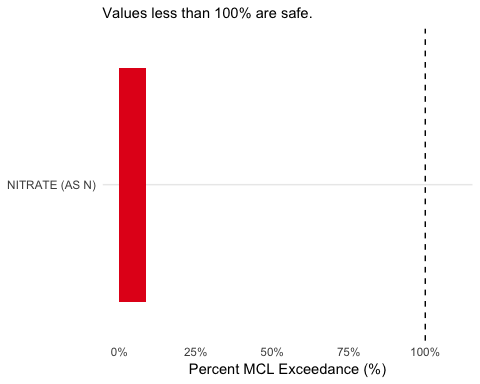 Values less than 100% are safe.
NITRATE (AS N)
0% 25% 50% 75% 100%
Percent MCL Exceedance (%)